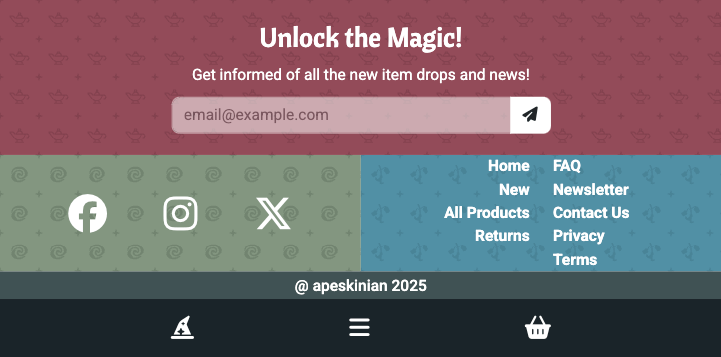 Unlock the Magic!
Get informed of all the new item drops and news!
email@example.com
Home
New
All Products
Returns
FAQ
Newsletter
Contact Us
Privacy
Terms
@ apeskinian 2025